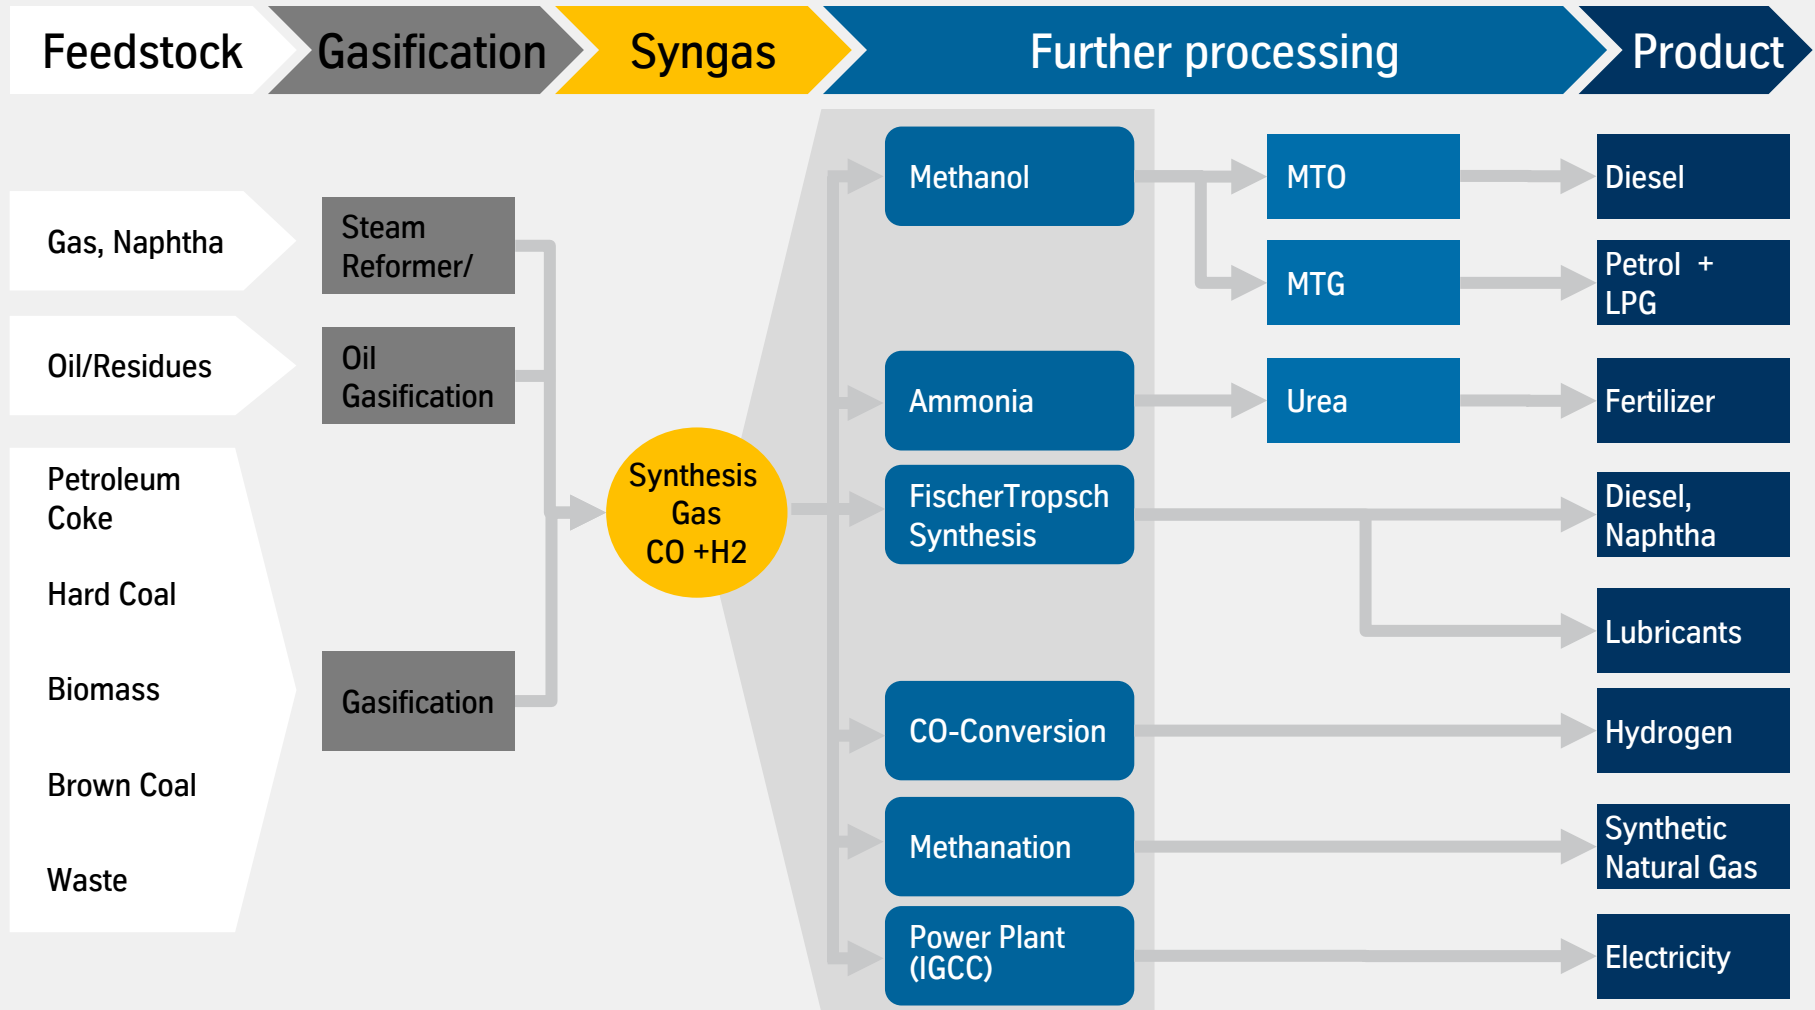 Feedstock
Gasification
Syngas
Further processing
Product
Gas, Naphtha
Oil/Residues
Petroleum
Coke
Hard Coal
Biomass
Brown Coal
Waste
Steam
Reformer/
Oil
Gasification
Gasification
Synthesis
Gas
CO +H2
Methanol
Ammonia
FischerTropsch
Synthesis
CO-Conversion
Methanation
Power Plant
(IGCC)
MTO
MTG
Urea
Diesel
Petrol +
LPG
Fertilizer
Diesel,
Naphtha
Lubricants
Hydrogen
Synthetic
Natural Gas
Electricity